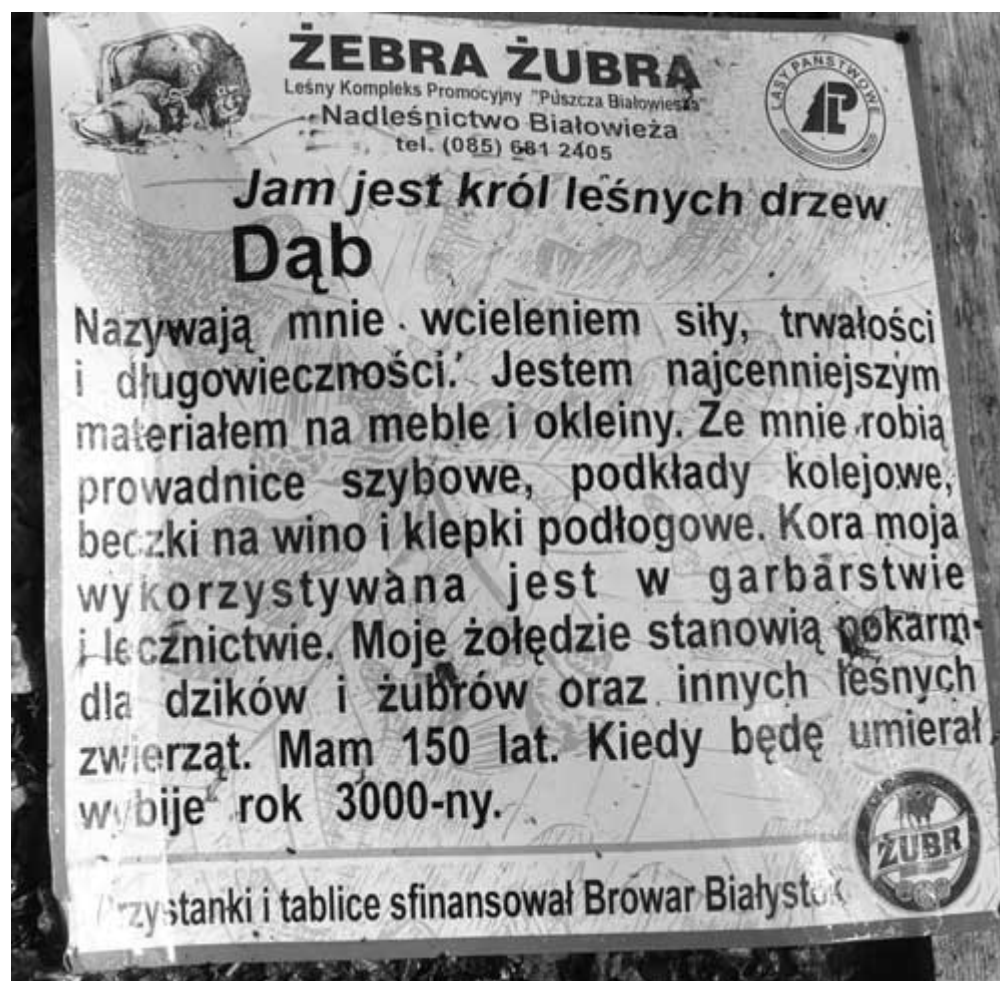 ŻEBRA ŻUBRA
Leśny Kompleks Promocyjny "Puszcza Białowieska"
Nadleśnictwo Białowieża
tel. (085) 681 2405
LASY PAŃSTWOWE
Jam jest król leśnych drzew
Dąb
Nazywają mnie wcieleniem siły, trwałości
i długowieczności. Jestem najcenniejszym
materiałem na meble i okleiny. Ze mnie robią
prowadnice szybowe, podkłady kolejowe,
beczki na wino i klepki podłogowe. Kora moja
wykorzystywana jest w garbarstwie
i lecznictwie. Moje żołędzie stanowią pokarm
dla dzików i żubrów oraz innych leśnych
zwierząt. Mam 150 lat. Kiedy będę umierał
wybije rok 3000-ny.
ŻUBR
Przystanki i tablice sfinansował Browar Białystok